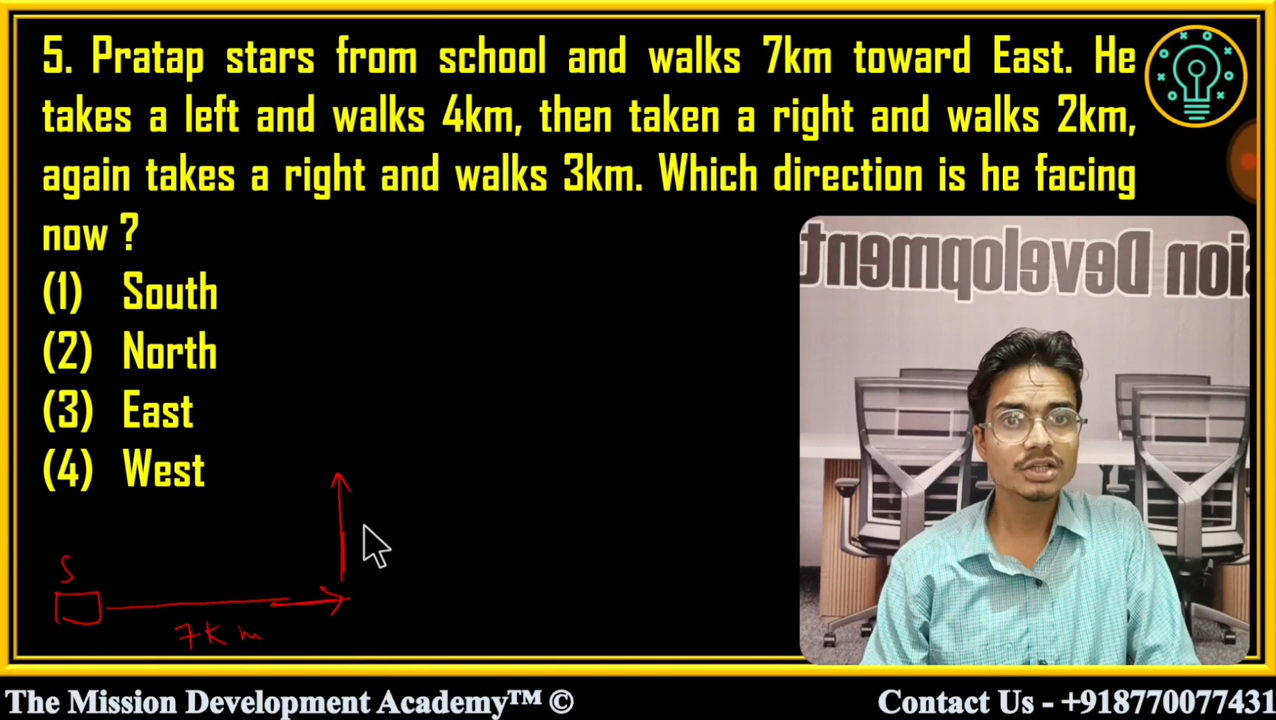 5. Pratap stars from school and walks 7km toward East. He
takes a left and walks 4km, then taken a right and walks 2km,
again takes a right and walks 3km. Which direction is he facing
now ?
(1) South
(2) North
(3) East
(4) West
S
7km
ion Development
The Mission Development Academy™ ©
Contact Us - +918770077431